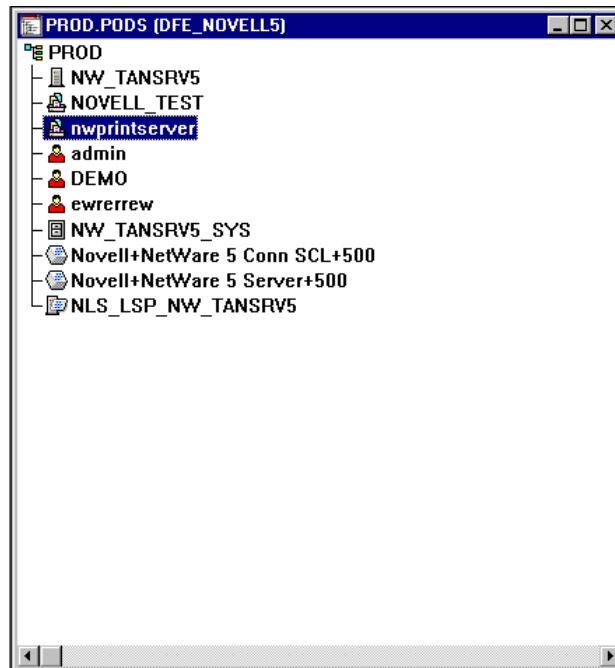 PROD.PODS (DFE_NOVELL5)
PROD
NW_TANSRV5
NOVELL_TEST
nwprintserver
admin
DEMO
ewrerrew
NW_TANSRV5_SYS
Novell+NetWare 5 Conn SCL+500
Novell+NetWare 5 Server+500
NLS_LSP_NW_TANSRV5